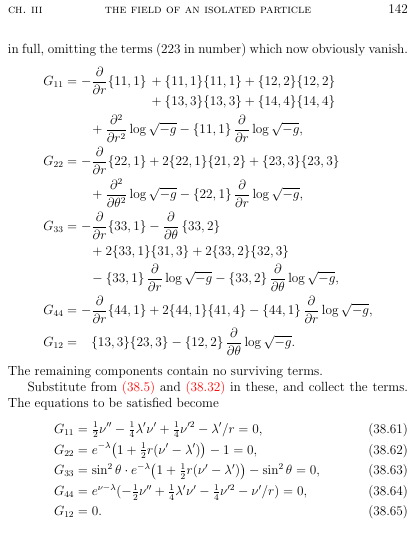 CH. III THE FIELD OF AN ISOLATED PARTICLE 142
in full, omitting the terms (223 in number) which now obviously vanish.
G₁₁ = −∂/∂r {11, 1} + {11, 1}{11, 1} + {12, 2}{12, 2}
+ {13, 3}{13, 3} + {14, 4}{14, 4}
+ ∂²/∂r² log √−g − {11, 1} ∂/∂r log √−g,
G₂₂ = −∂/∂r {22, 1} + 2{22, 1}{21, 2} + {23, 3}{23, 3}
+ ∂²/∂θ² log √−g − {22, 1} ∂/∂r log √−g,
G₃₃ = −∂/∂r {33, 1} − ∂/∂θ {33, 2}
+ 2{33, 1}{31, 3} + 2{33, 2}{32, 3}
− {33, 1} ∂/∂r log √−g − {33, 2} ∂/∂θ log √−g,
G₄₄ = −∂/∂r {44, 1} + 2{44, 1}{41, 4} − {44, 1} ∂/∂r log √−g,
G₁₂ = {13, 3}{23, 3} − {12, 2} ∂/∂θ log √−g.
The remaining components contain no surviving terms.
Substitute from (38.5) and (38.32) in these, and collect the terms.
The equations to be satisfied become
G₁₁ = ½ν″ − ¼λ′ν′ + ¼ν′² − λ′/r = 0, (38.61)
G₂₂ = e^{−λ}(1 + ½r(ν′ − λ′)) − 1 = 0, (38.62)
G₃₃ = sin² θ · e^{−λ}(1 + ½r(ν′ − λ′)) − sin² θ = 0, (38.63)
G₄₄ = e^{ν−λ}(−½ν″ + ¼λ′ν′ − ¼ν′² − ν′/r) = 0, (38.64)
G₁₂ = 0. (38.65)